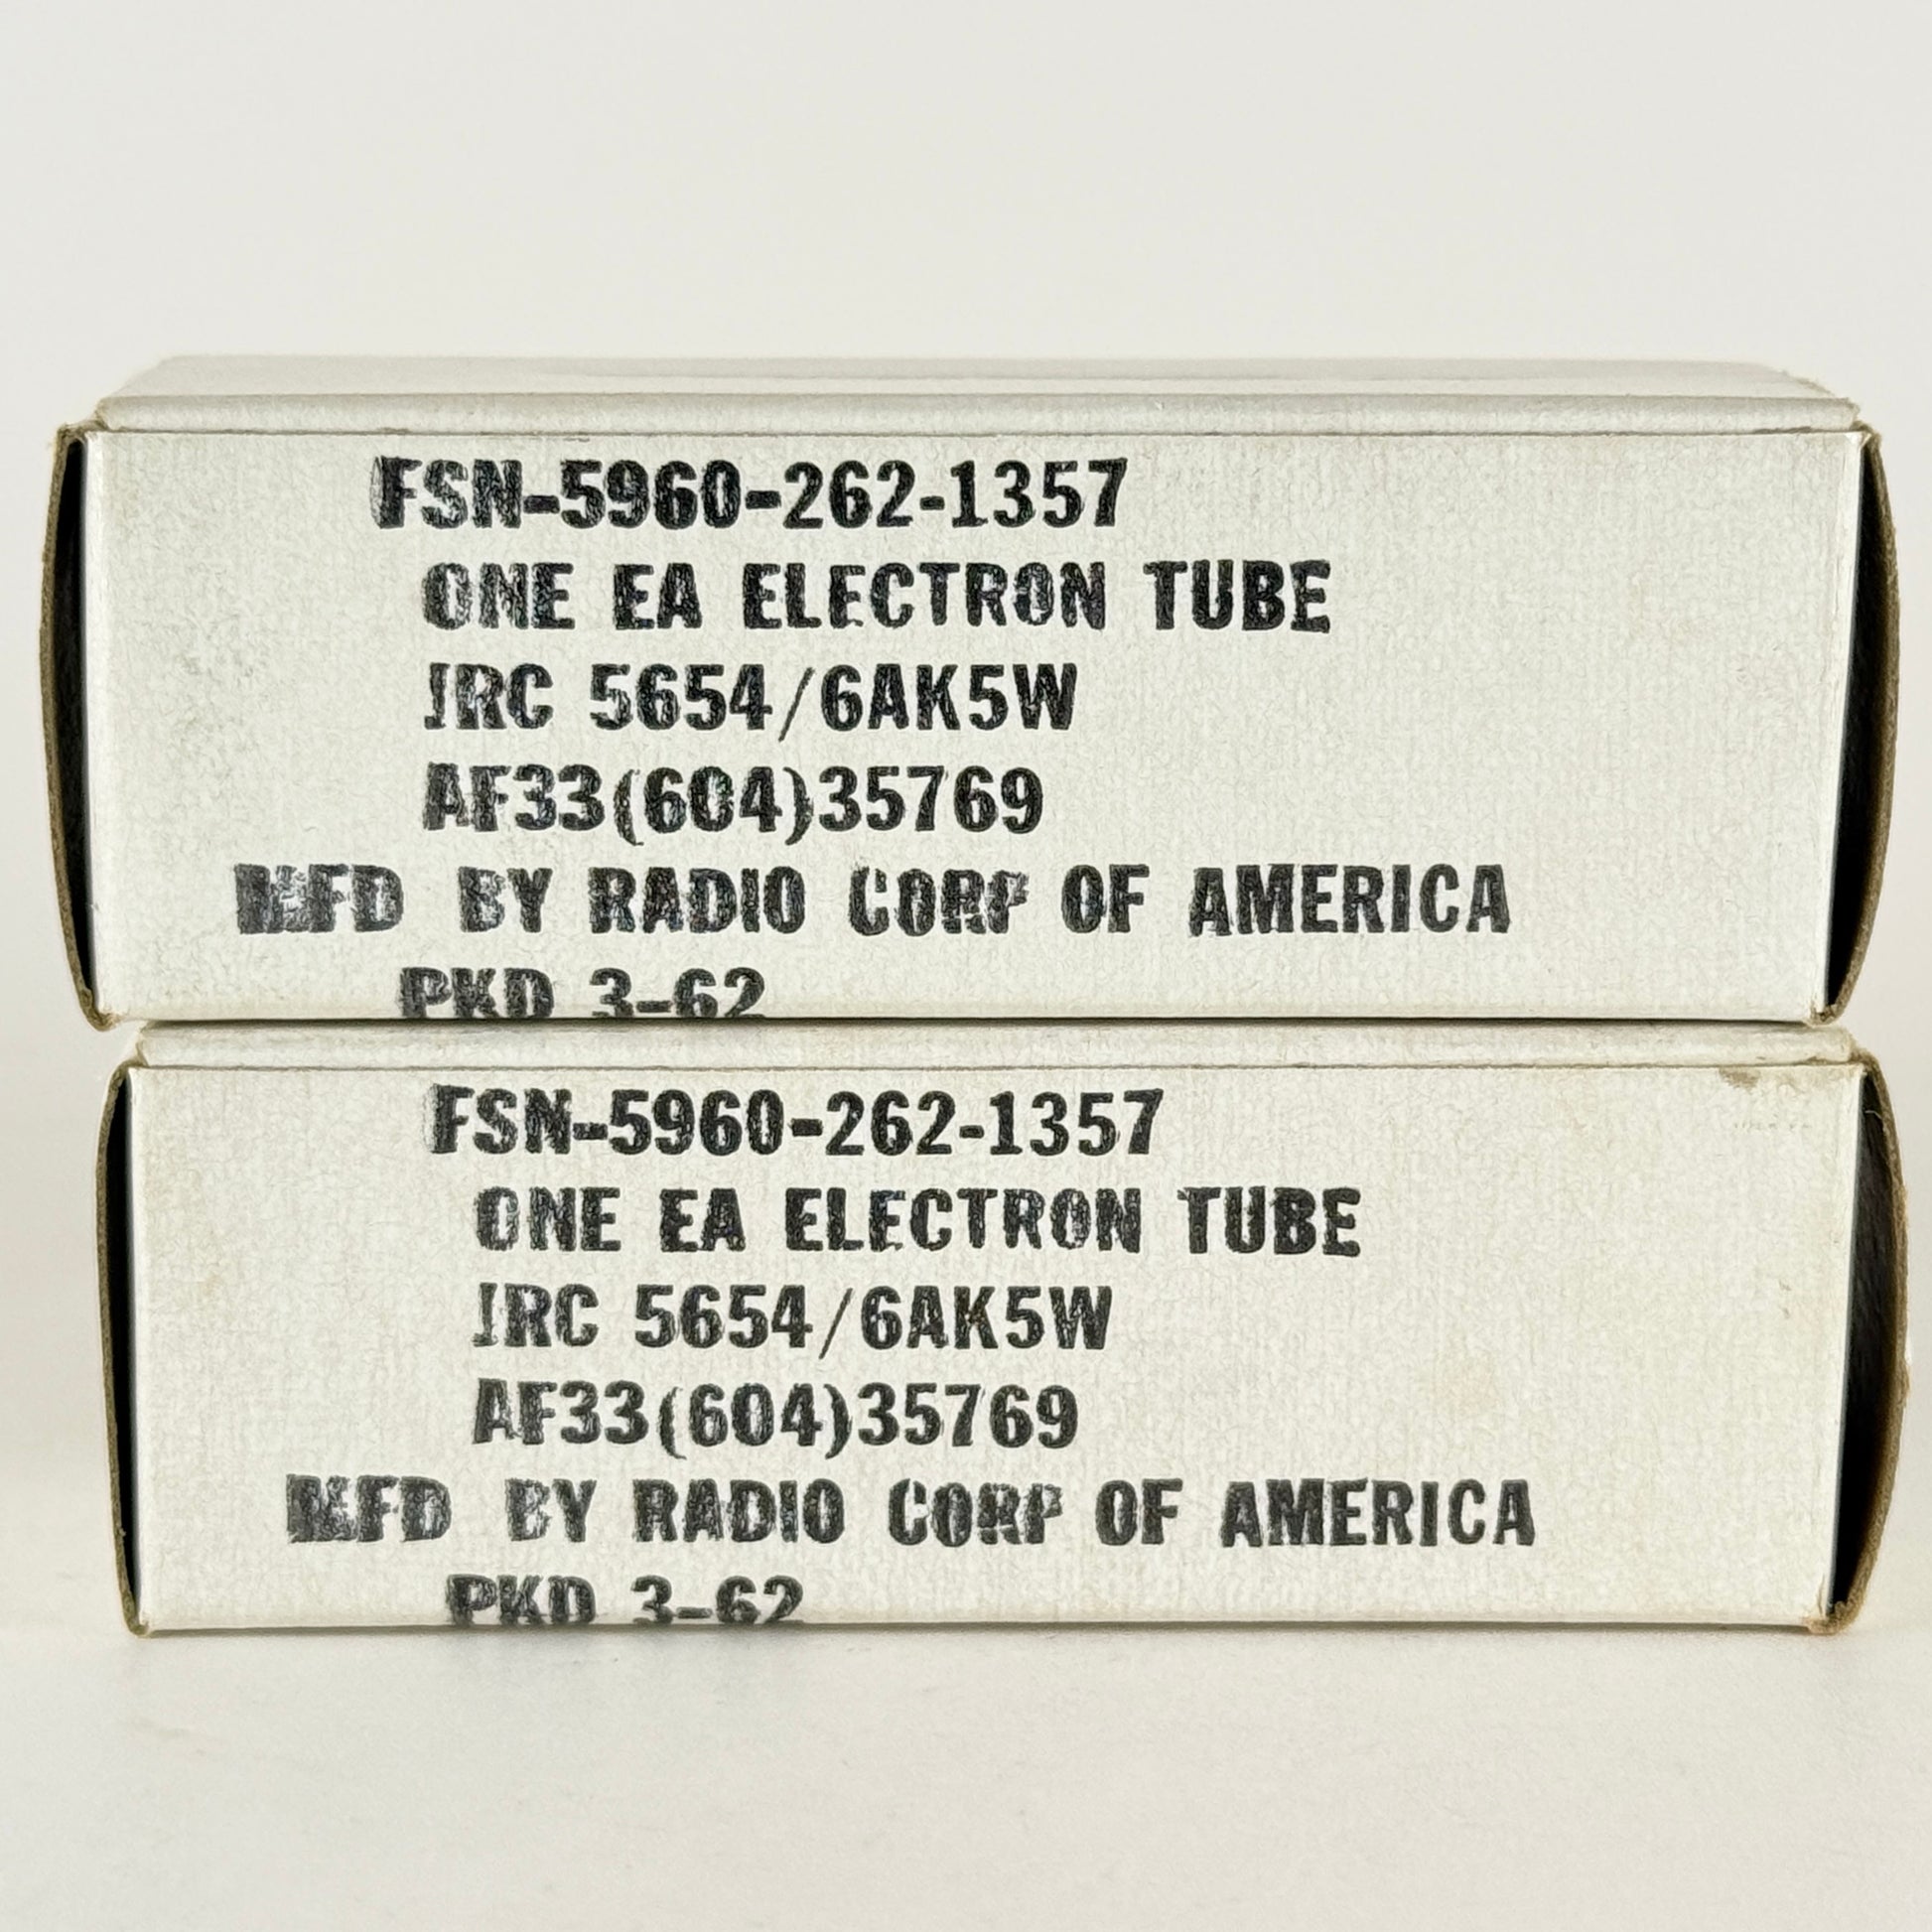 FSN-5960-262-1357
ONE EA ELECTRON TUBE
JRC 5654/6AK5W
AF33(604)35769
MFD BY RADIO CORP OF AMERICA
PKD 3-62
FSN-5960-262-1357
ONE EA ELECTRON TUBE
JRC 5654/6AK5W
AF33(604)35769
MFD BY RADIO CORP OF AMERICA
PKD 3-62